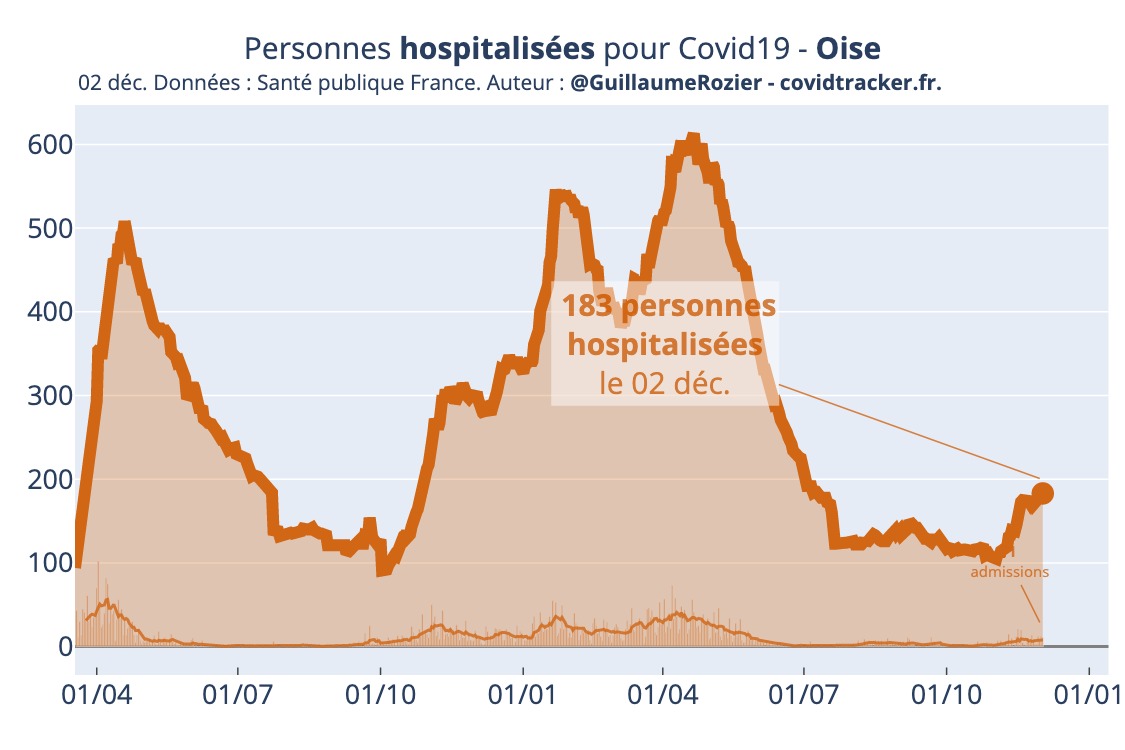 Personnes hospitalisées pour Covid19 - Oise
02 déc. Données : Santé publique France. Auteur : @GuillaumeRozier - covidtracker.fr.
600
500
400
300
200
100
0
183 personnes
hospitalisées
le 02 déc.
admissions
01/04 01/07 01/10 01/01 01/04 01/07 01/10 01/01